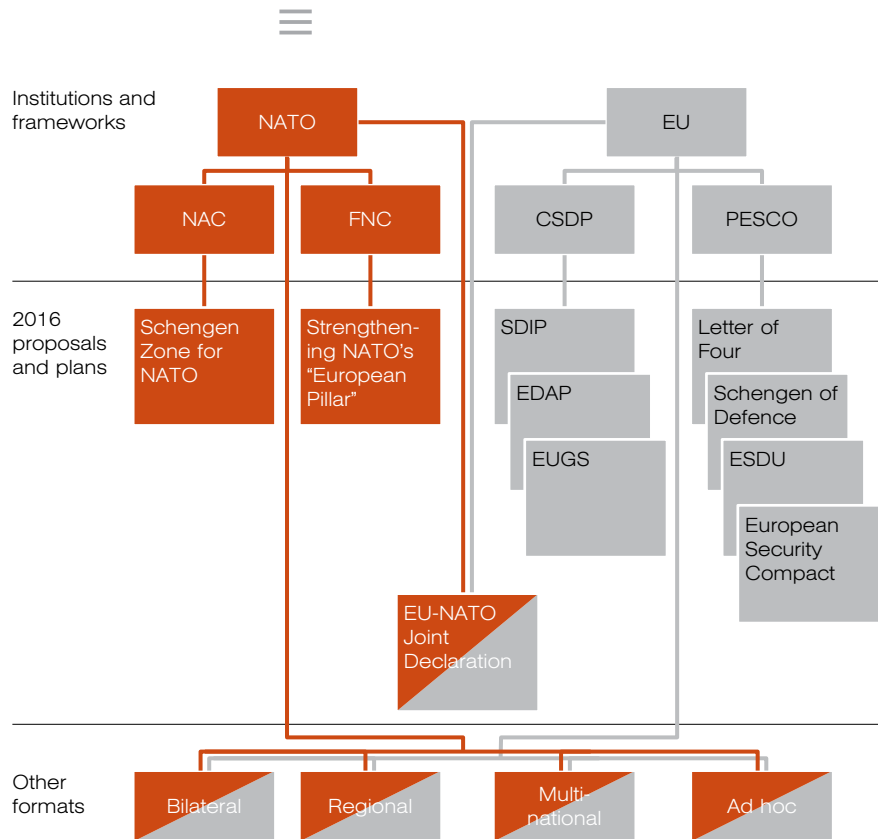 Institutions and
frameworks
NATO
EU
NAC
FNC
CSDP
PESCO
2016
proposals
and plans
Schengen
Zone for
NATO
Strengthen-
ing NATO’s
“European
Pillar”
SDIP
EDAP
EUGS
Letter of
Four
Schengen of
Defence
ESDU
European
Security
Compact
EU-NATO
Joint
Declaration
Other
formats
Bilateral
Regional
Multi-
national
Ad hoc